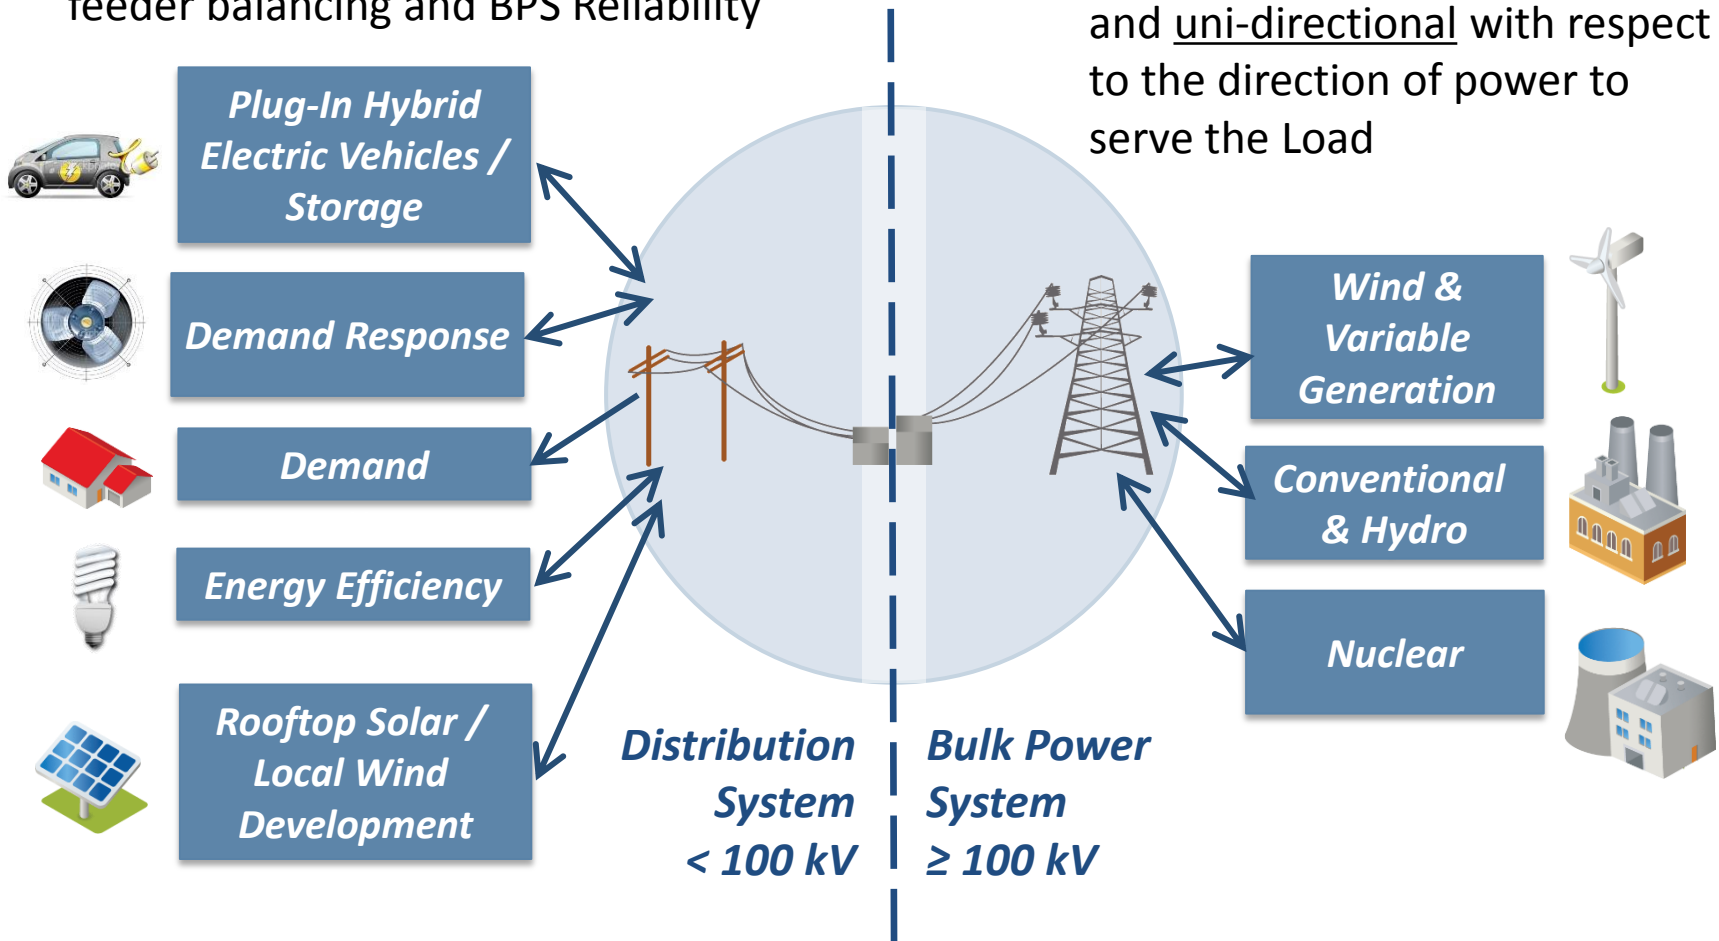 feeder balancing and BPS Reliability
and uni-directional with respect
to the direction of power to
serve the Load
Plug-In Hybrid
Electric Vehicles /
Storage
Demand Response
Demand
Energy Efficiency
Rooftop Solar /
Local Wind
Development
Wind &
Variable
Generation
Conventional
& Hydro
Nuclear
Distribution
System
< 100 kV
Bulk Power
System
≥ 100 kV